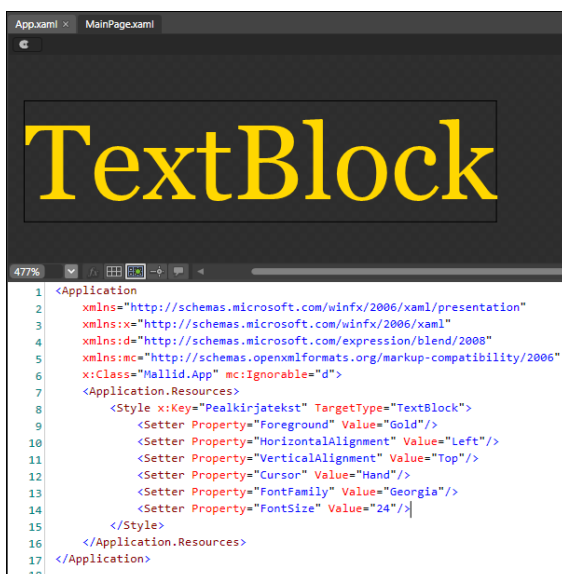 App.xaml × MainPage.xaml
TextBlock
477%
1 <Application
2 xmlns="http://schemas.microsoft.com/winfx/2006/xaml/presentation"
3 xmlns:x="http://schemas.microsoft.com/winfx/2006/xaml"
4 xmlns:d="http://schemas.microsoft.com/expression/blend/2008"
5 xmlns:mc="http://schemas.openxmlformats.org/markup-compatibility/2006"
6 x:Class="Mallid.App" mc:Ignorable="d">
7 <Application.Resources>
8 <Style x:Key="Pealkirjatekst" TargetType="TextBlock">
9 <Setter Property="Foreground" Value="Gold"/>
10 <Setter Property="HorizontalAlignment" Value="Left"/>
11 <Setter Property="VerticalAlignment" Value="Top"/>
12 <Setter Property="Cursor" Value="Hand"/>
13 <Setter Property="FontFamily" Value="Georgia"/>
14 <Setter Property="FontSize" Value="24"/>
15 </Style>
16 </Application.Resources>
17 </Application>